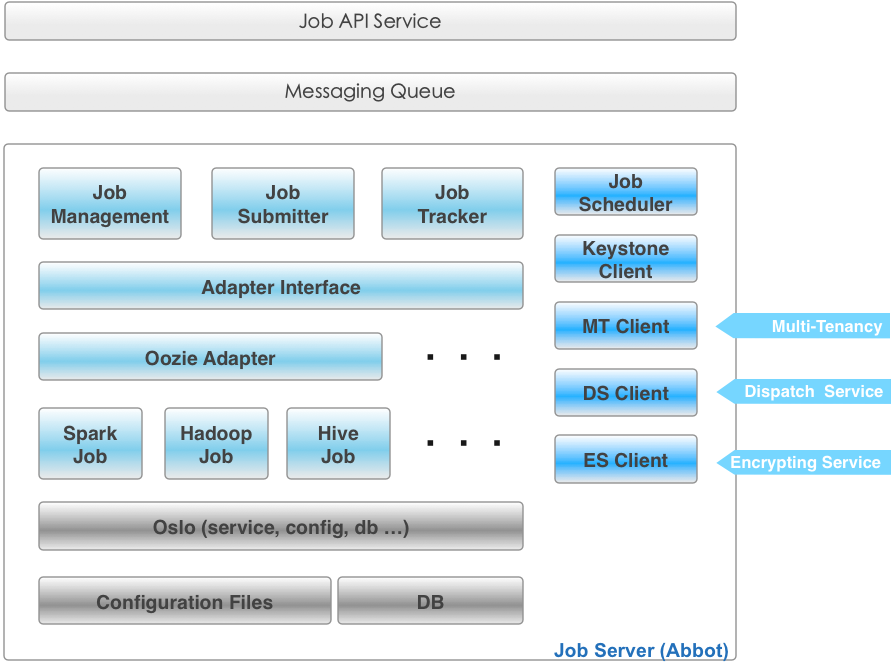 Job API Service
Messaging Queue
Job
Management
Job
Submitter
Job
Tracker
Job
Scheduler
Keystone
Client
Adapter Interface
MT Client
Multi-Tenancy
Oozie Adapter
. . .
DS Client
Dispatch Service
Spark
Job
Hadoop
Job
Hive
Job
. . .
ES Client
Encrypting Service
Oslo (service, config, db ...)
Configuration Files
DB
Job Server (Abbot)